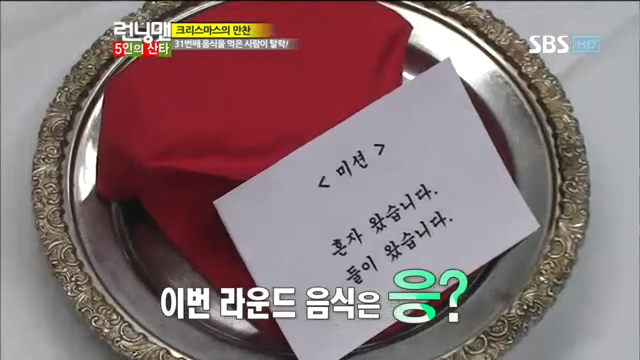 런닝맨
5인의 산타
크리스마스의 만찬
31번째 음식을 먹은 사람이 탈락!
SBS HD
< 미션 >
혼자 왔습니다.
둘이 왔습니다.
이번 라운드 음식은 응?